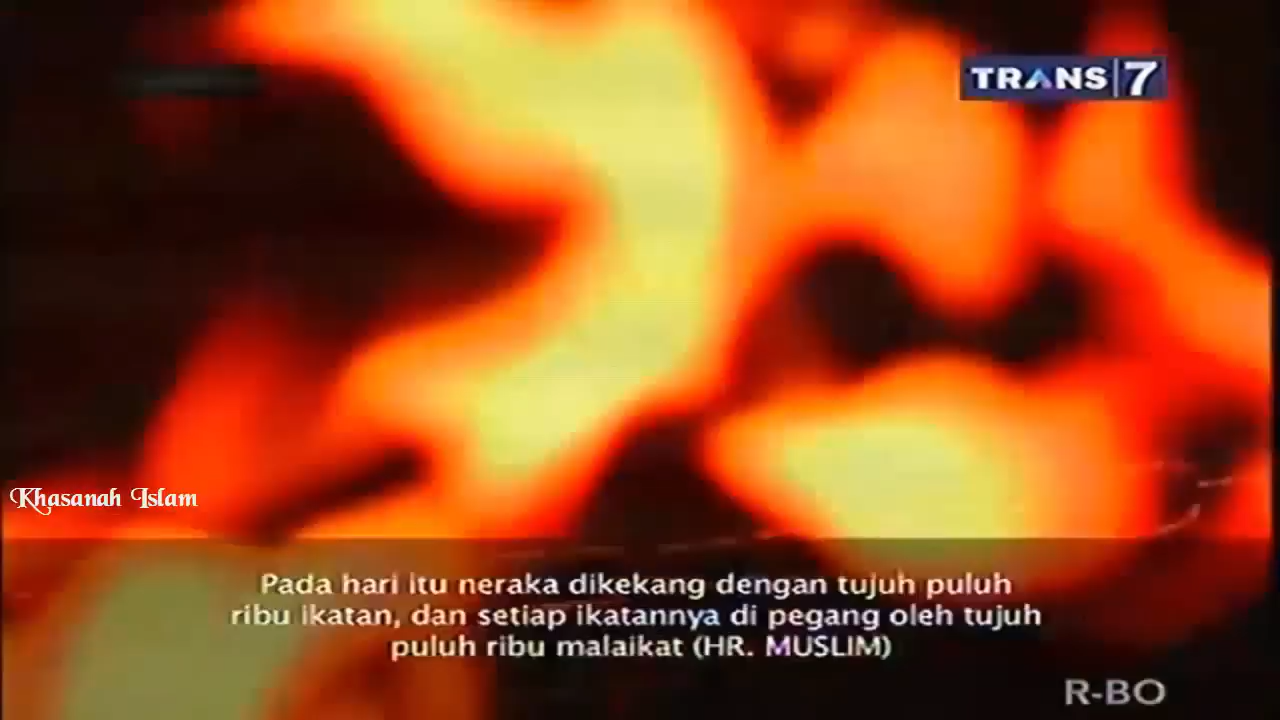 TRANS|7
Khasanah Islam
Pada hari itu neraka dikekang dengan tujuh puluh
ribu ikatan, dan setiap ikatannya di pegang oleh tujuh
puluh ribu malaikat (HR. MUSLIM)
R-BO